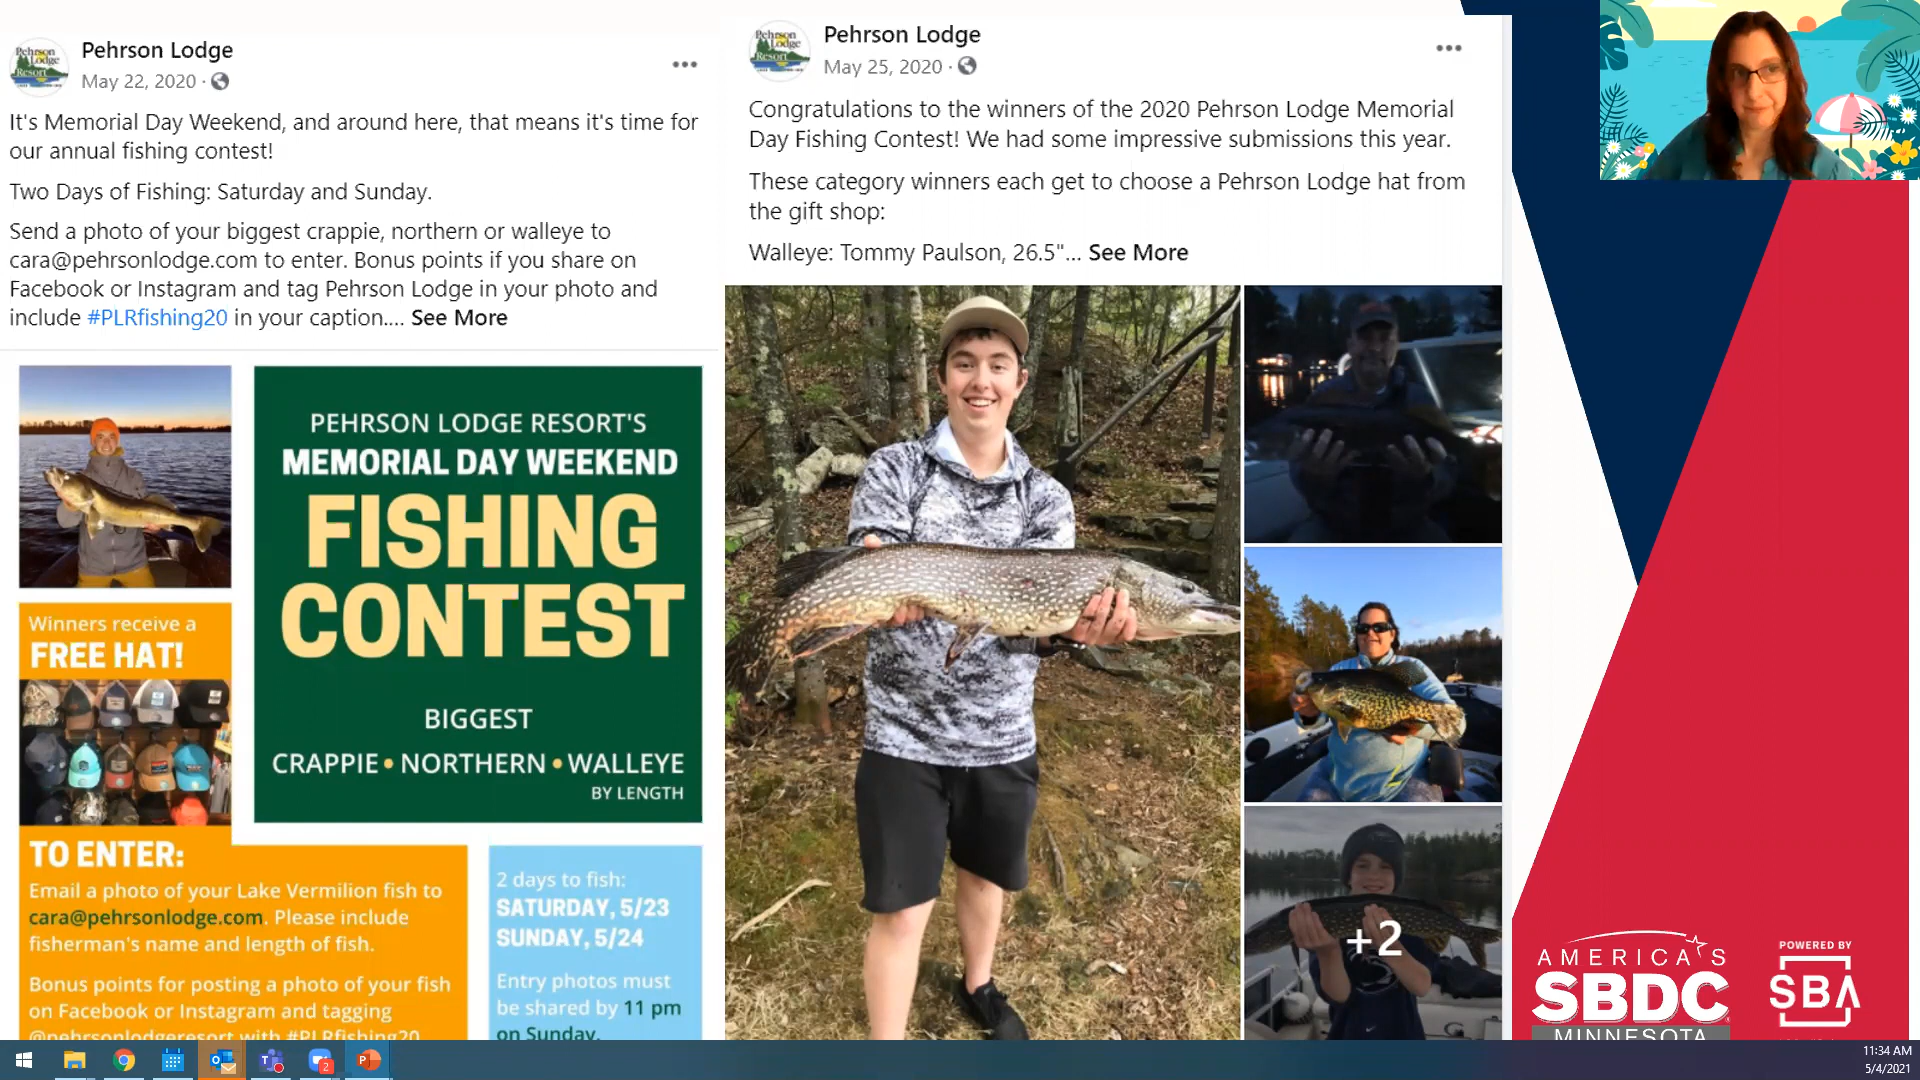 Pehrson Lodge
May 22, 2020 ·
It's Memorial Day Weekend, and around here, that means it's time for
our annual fishing contest!
Two Days of Fishing: Saturday and Sunday.
Send a photo of your biggest crappie, northern or walleye to
cara@pehrsonlodge.com to enter. Bonus points if you share on
Facebook or Instagram and tag Pehrson Lodge in your photo and
include #PLRfishing20 in your caption.... See More
PEHRSON LODGE RESORT'S
MEMORIAL DAY WEEKEND
FISHING
CONTEST
BIGGEST
CRAPPIE • NORTHERN • WALLEYE
BY LENGTH
Winners receive a
FREE HAT!
TO ENTER:
Email a photo of your Lake Vermilion fish to
cara@pehrsonlodge.com. Please include
fisherman's name and length of fish.
Bonus points for posting a photo of your fish
on Facebook or Instagram and tagging
@pehrsonlodgeresort with #PLRfishing20
2 days to fish:
SATURDAY, 5/23
SUNDAY, 5/24
Entry photos must
be shared by 11 pm
on Sunday.
Pehrson Lodge
May 25, 2020 ·
Congratulations to the winners of the 2020 Pehrson Lodge Memorial
Day Fishing Contest! We had some impressive submissions this year.
These category winners each get to choose a Pehrson Lodge hat from
the gift shop:
Walleye: Tommy Paulson, 26.5"... See More
+2
Pehrson
Lodge
Resort
Pehrson
Lodge
Resort
AMERICA'S
SBDC
MINNESOTA
POWERED BY
SBA
2
11:34 AM
5/4/2021